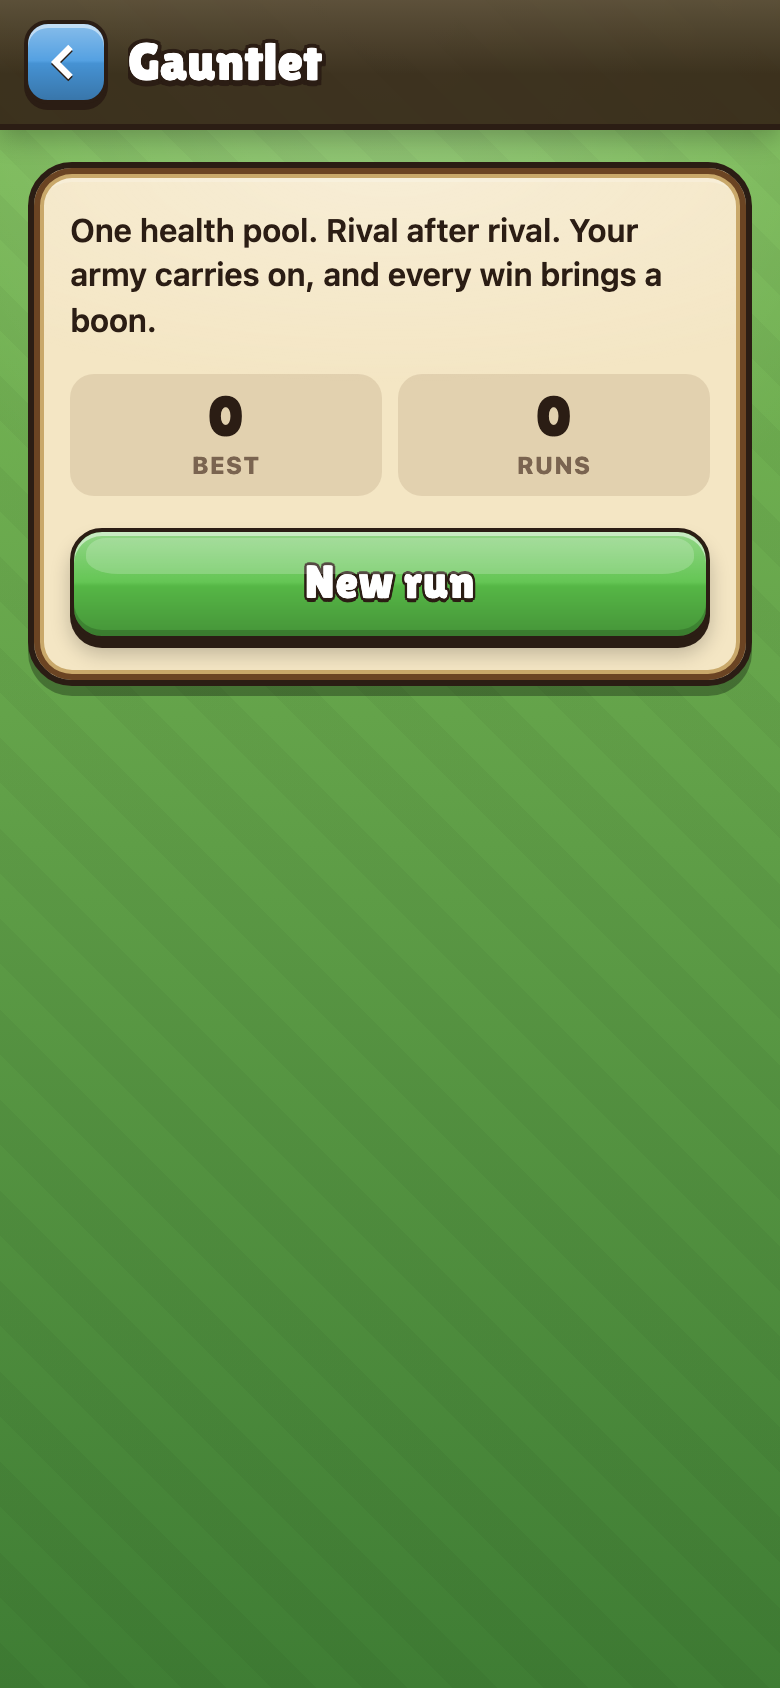 Gauntlet
One health pool. Rival after rival. Your
army carries on, and every win brings a
boon.
0
BEST
0
RUNS
New run